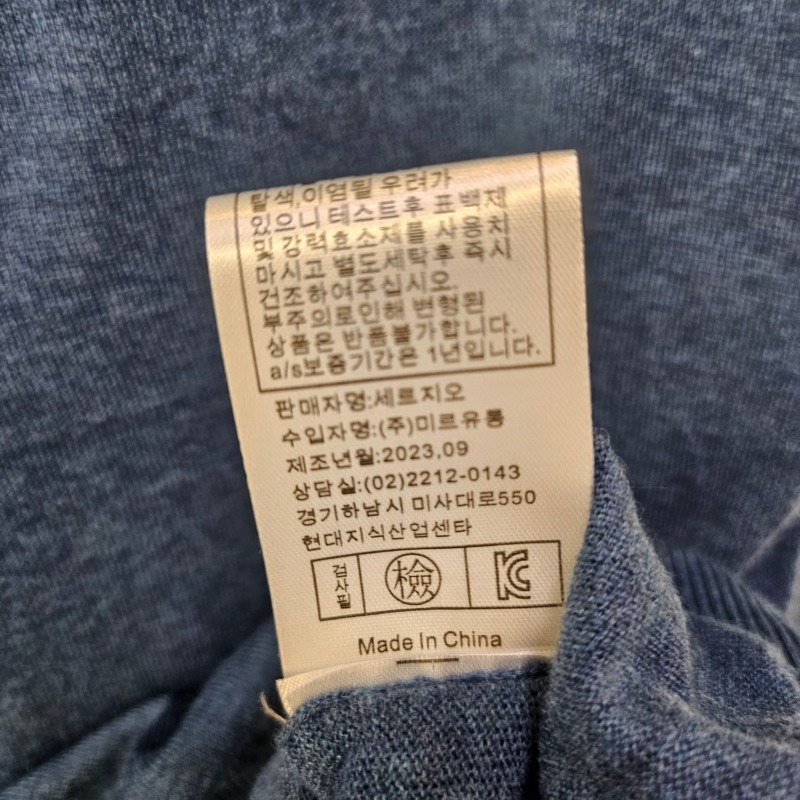 탈색,이염될 우려가
있으니 테스트후 표백제
및 강력효소제를 사용치
마시고 별도세탁후 즉시
건조하여주십시오.
부주의로인해 변형된
상품은 반품불가합니다.
a/s보증기간은 1년입니다.
판매자명:세르지오
수입자명:(주)미르유통
제조년월:2023,09
상담실:(02)2212-0143
경기하남시 미사대로550
현대지식산업센타
검사필 檢 KC
Made In China